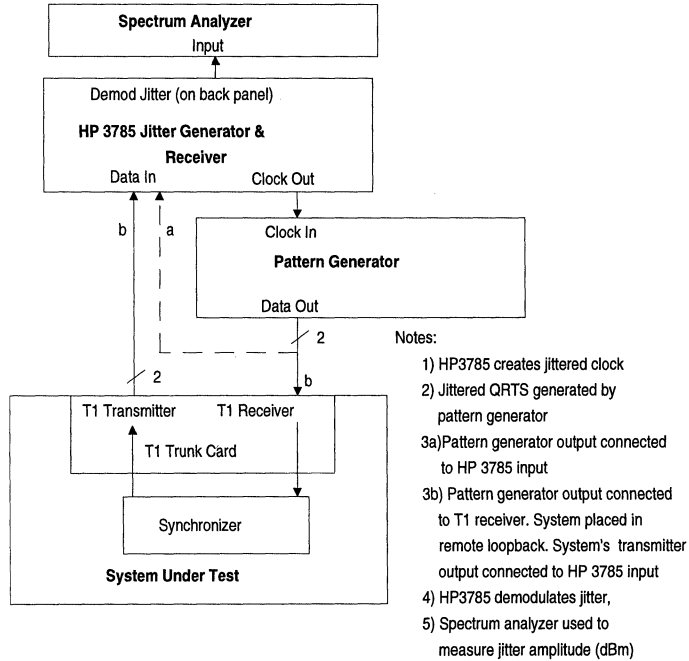 Spectrum Analyzer
Input
Demod Jitter (on back panel)
HP 3785 Jitter Generator &
Receiver
Data In
Clock Out
b
a
Clock In
Pattern Generator
Data Out
2
b
2
T1 Transmitter
T1 Receiver
T1 Trunk Card
Synchronizer
System Under Test
Notes:
1) HP3785 creates jittered clock
2) Jittered QRTS generated by
pattern generator
3a)Pattern generator output connected
to HP 3785 input
3b) Pattern generator output connected
to T1 receiver. System placed in
remote loopback. System's transmitter
output connected to HP 3785 input
4) HP3785 demodulates jitter,
5) Spectrum analyzer used to
measure jitter amplitude (dBm)